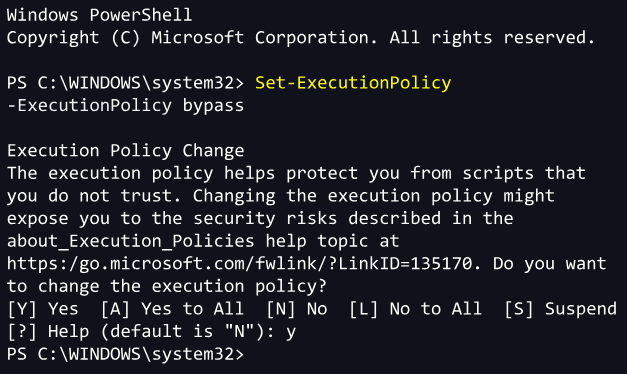 Windows PowerShell
Copyright (C) Microsoft Corporation. All rights reserved.
PS C:\WINDOWS\system32> Set-ExecutionPolicy
-ExecutionPolicy bypass
Execution Policy Change
The execution policy helps protect you from scripts that
you do not trust. Changing the execution policy might
expose you to the security risks described in the
about_Execution_Policies help topic at
https:/go.microsoft.com/fwlink/?LinkID=135170. Do you want
to change the execution policy?
[Y] Yes  [A] Yes to All  [N] No  [L] No to All  [S] Suspend
[?] Help (default is "N"): y
PS C:\WINDOWS\system32>